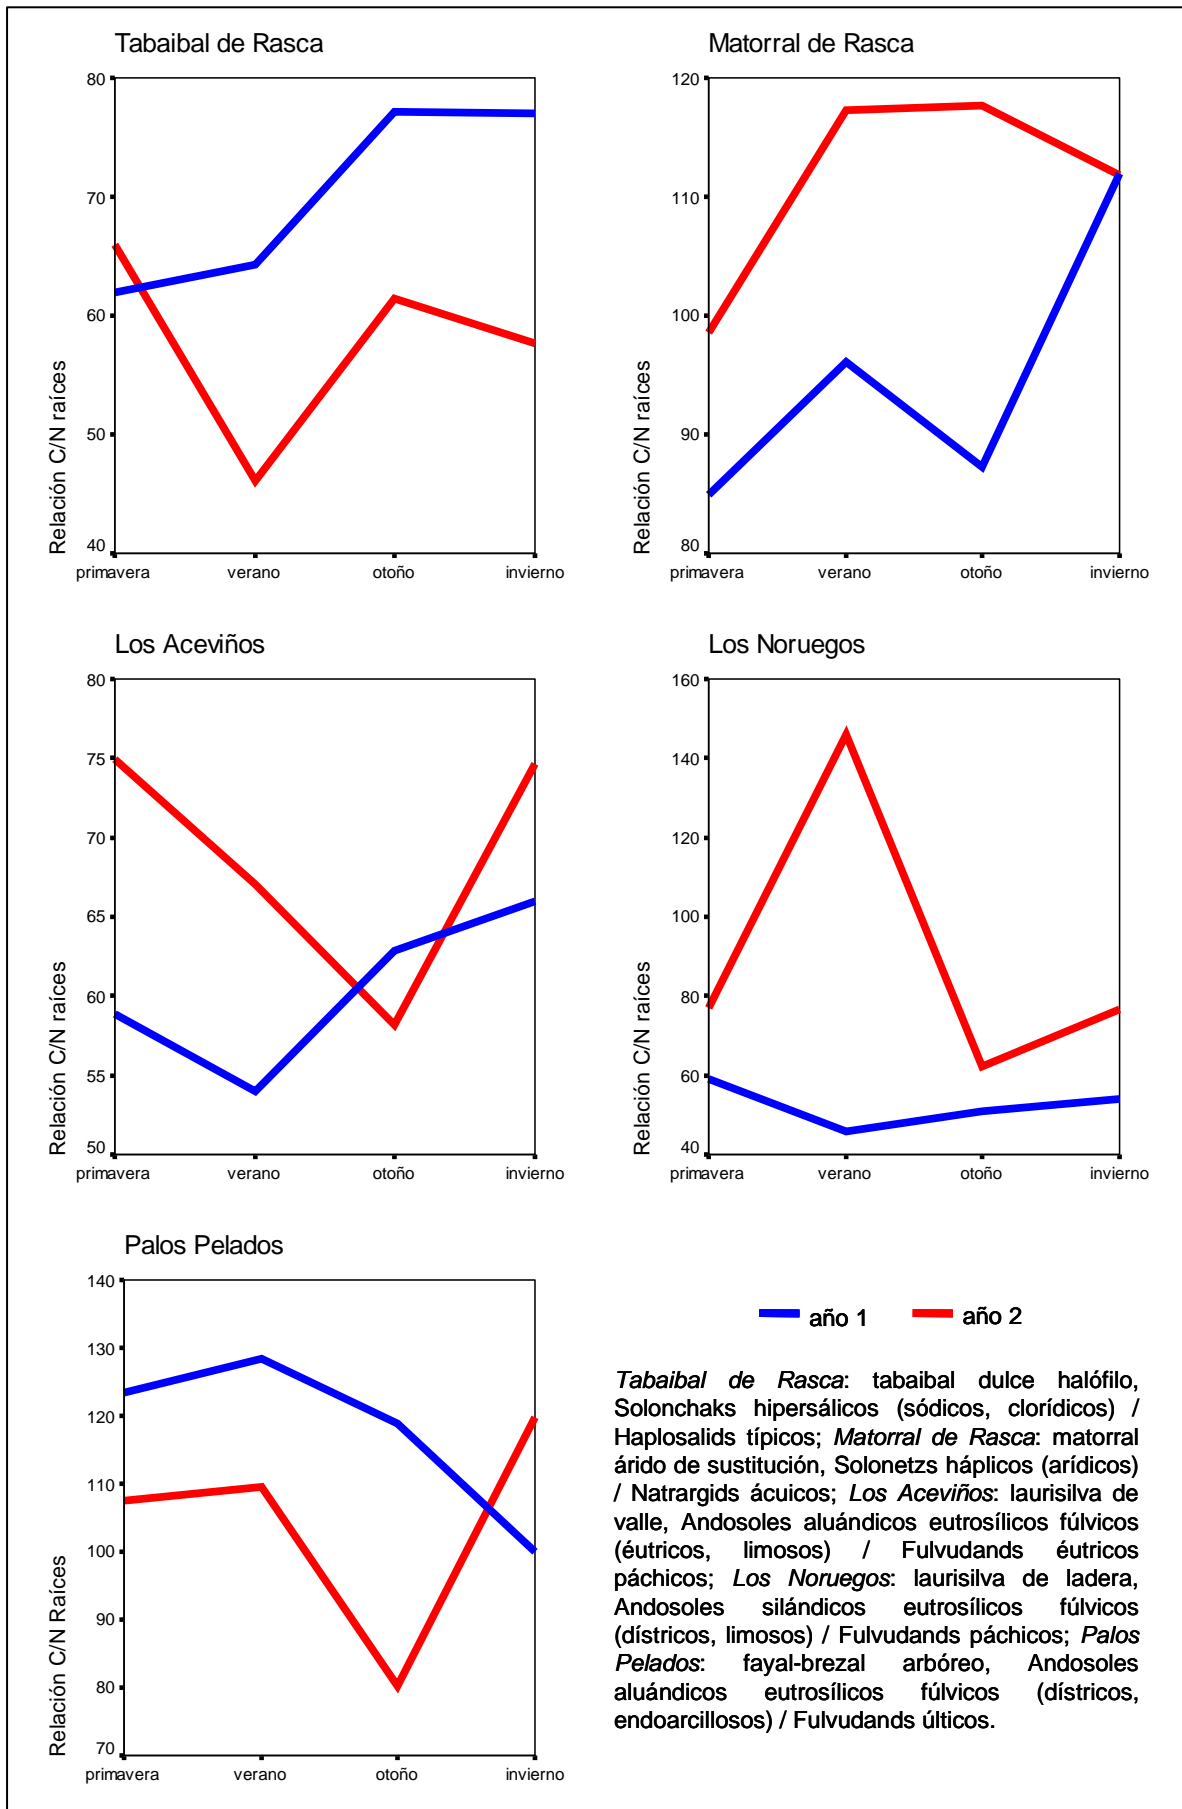 Tabaibal de Rasca
80
70
60
50
40
Relación C/N raíces
primavera verano otoño invierno
Matorral de Rasca
120
110
100
90
80
Relación C/N raíces
primavera verano otoño invierno
Los Aceviños
80
75
70
65
60
55
50
Relación C/N raíces
primavera verano otoño invierno
Los Noruegos
160
140
120
100
80
60
40
Relación C/N raíces
primavera verano otoño invierno
Palos Pelados
140
130
120
110
100
90
80
70
Relación C/N Raíces
primavera verano otoño invierno
año 1 año 2
Tabaibal de Rasca: tabaibal dulce halófilo,
Solonchaks hipersálicos (sódicos, clorídicos) /
Haplosalids típicos; Matorral de Rasca: matorral
árido de sustitución, Solonetzs háplicos (arídicos)
/ Natrargids ácuicos; Los Aceviños: laurisilva de
valle, Andosoles aluándicos eutrosílicos fúlvicos
(éutricos, limosos) / Fulvudands éutricos
páchicos; Los Noruegos: laurisilva de ladera,
Andosoles silándicos eutrosílicos fúlvicos
(dístricos, limosos) / Fulvudands páchicos; Palos
Pelados: fayal-brezal arbóreo, Andosoles
aluándicos eutrosílicos fúlvicos (dístricos,
endoarcillosos) / Fulvudands últicos.